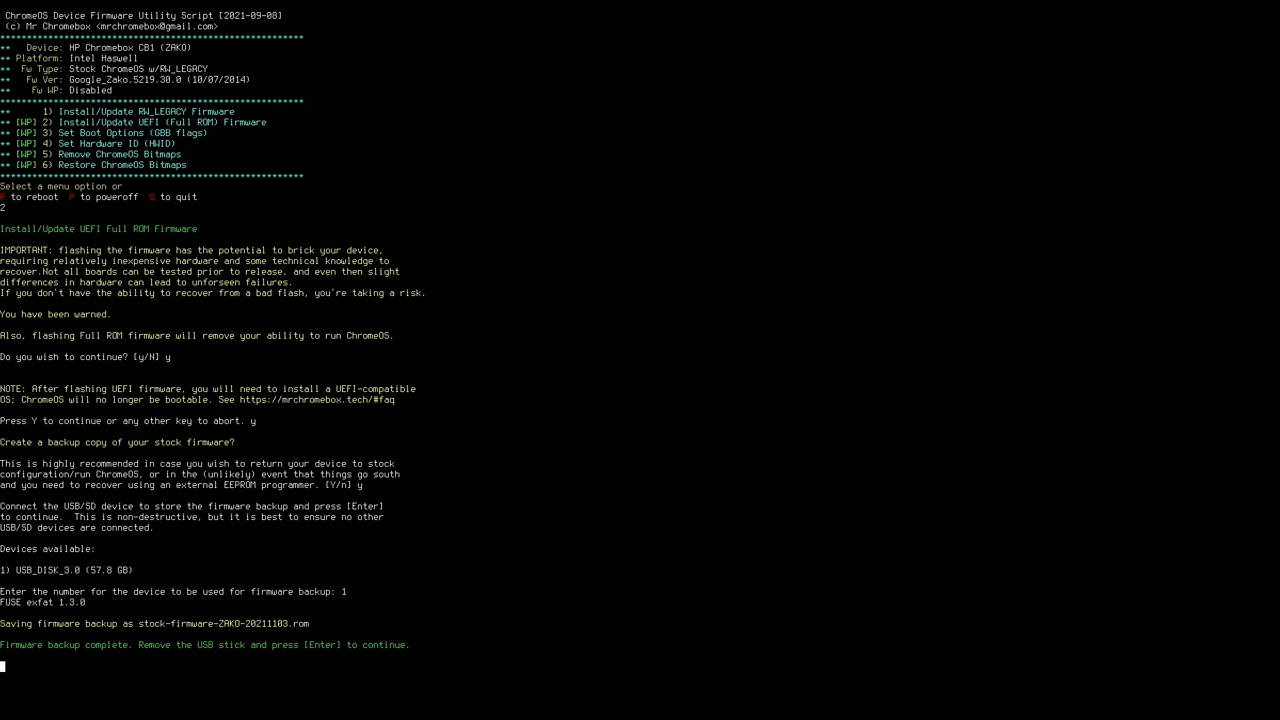 ChromeOS Device Firmware Utility Script [2021-09-08]
(c) Mr Chromebox <mrchromebox@gmail.com>
*********************************************************
**   Device: HP Chromebox CB1 (ZAKO)
** Platform: Intel Haswell
**  Fw Type: Stock ChromeOS w/RW_LEGACY
**   Fw Ver: Google_Zako.5219.30.0 (10/07/2014)
**    Fw WP: Disabled
*********************************************************
**      1) Install/Update RW_LEGACY Firmware
** [WP] 2) Install/Update UEFI (Full ROM) Firmware
** [WP] 3) Set Boot Options (GBB flags)
** [WP] 4) Set Hardware ID (HWID)
** [WP] 5) Remove ChromeOS Bitmaps
** [WP] 6) Restore ChromeOS Bitmaps
*********************************************************
Select a menu option or
R to reboot  P to poweroff  Q to quit
2
Install/Update UEFI Full ROM Firmware
IMPORTANT: flashing the firmware has the potential to brick your device,
requiring relatively inexpensive hardware and some technical knowledge to
recover.Not all boards can be tested prior to release, and even then slight
differences in hardware can lead to unforseen failures.
If you don't have the ability to recover from a bad flash, you're taking a risk.
You have been warned.
Also, flashing Full ROM firmware will remove your ability to run ChromeOS.
Do you wish to continue? [y/N] y
NOTE: After flashing UEFI firmware, you will need to install a UEFI-compatible
OS; ChromeOS will no longer be bootable. See https://mrchromebox.tech/#faq
Press Y to continue or any other key to abort. y
Create a backup copy of your stock firmware?
This is highly recommended in case you wish to return your device to stock
configuration/run ChromeOS, or in the (unlikely) event that things go south
and you need to recover using an external EEPROM programmer. [Y/n] y
Connect the USB/SD device to store the firmware backup and press [Enter]
to continue.  This is non-destructive, but it is best to ensure no other
USB/SD devices are connected.
Devices available:
1) USB_DISK_3.0 (57.8 GB)
Enter the number for the device to be used for firmware backup: 1
FUSE exfat 1.3.0
Saving firmware backup as stock-firmware-ZAKO-20211103.rom
Firmware backup complete. Remove the USB stick and press [Enter] to continue.